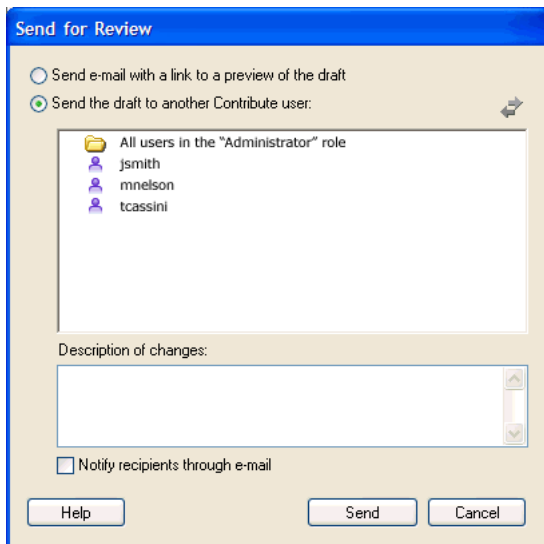 Send for Review
Send e-mail with a link to a preview of the draft
Send the draft to another Contribute user:
All users in the “Administrator” role
jsmith
mnelson
tcassini
Description of changes:
Notify recipients through e-mail
Help Send Cancel